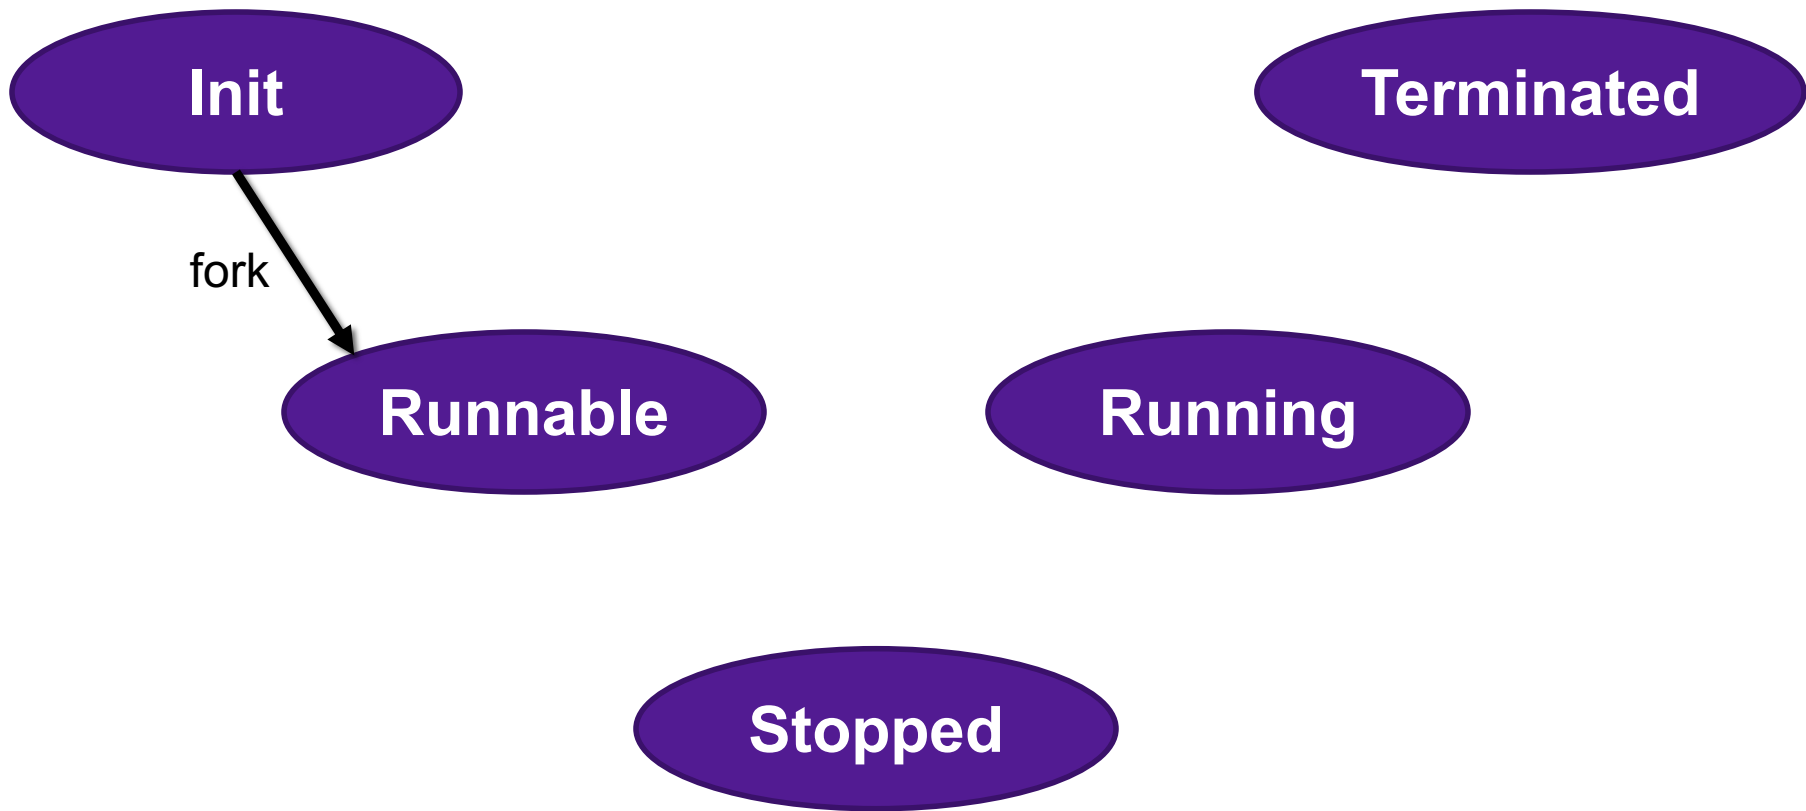 Init
Terminated
fork
Runnable
Running
Stopped